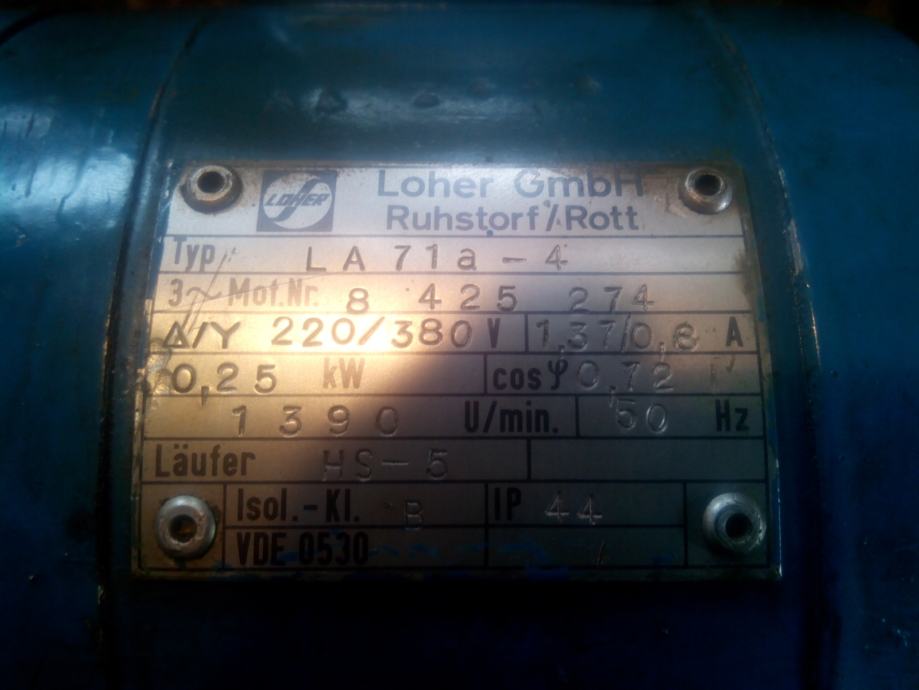 LOHER
Loher GmbH
Ruhstorf/Rott
Typ LA 71a-4
3~ Mot.Nr. 8 425 274
Δ/Y 220/380 V 1,37/0,8 A
0,25 kW cosφ 0,72
1390 U/min. 50 Hz
Läufer HS-5
Isol.-Kl. B IP 44
VDE 0530